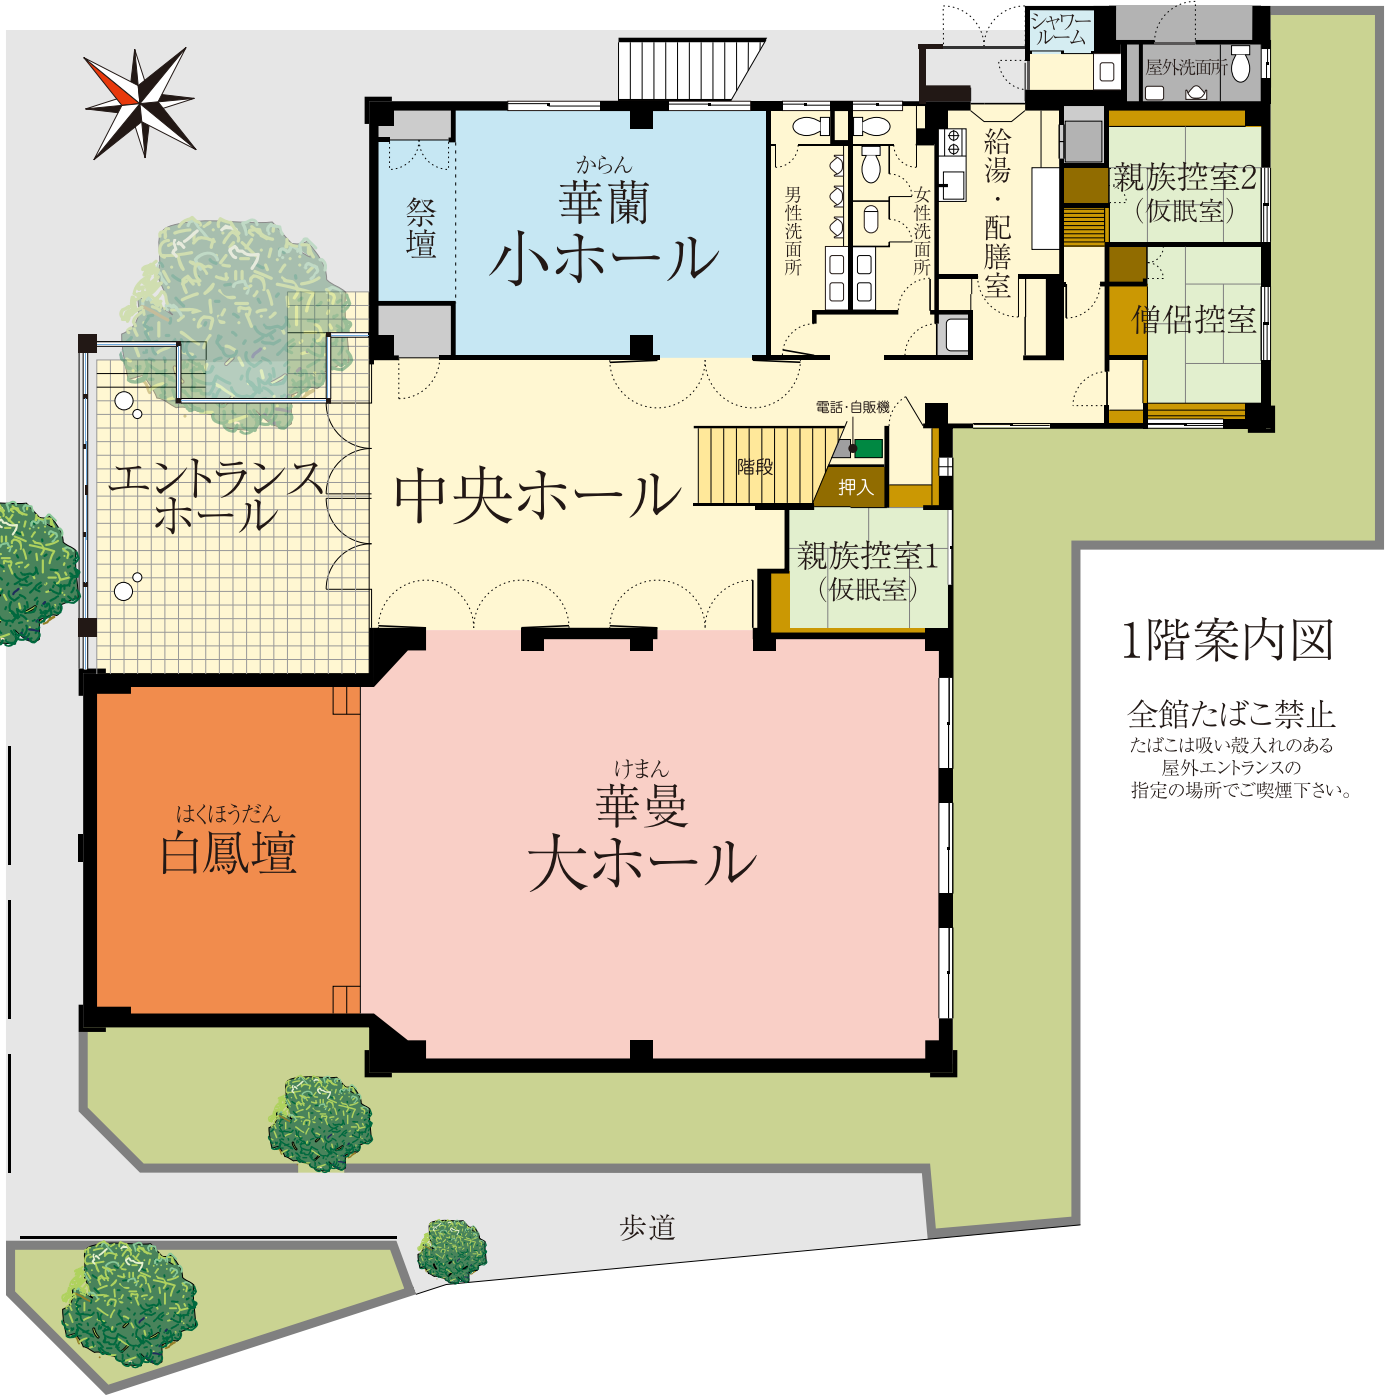 シャワー
ルーム
屋外洗面所
給湯・配膳室
親族控室2
（仮眠室）
からん
華蘭
小ホール
祭壇
男性洗面所
女性洗面所
僧侶控室
電話・自販機
階段
押入
エントランス
ホール
中央ホール
親族控室1
（仮眠室）
1階案内図
全館たばこ禁止
たばこは吸い殻入れのある
屋外エントランスの
指定の場所でご喫煙下さい。
けまん
華曼
大ホール
はくほうだん
白鳳壇
歩道